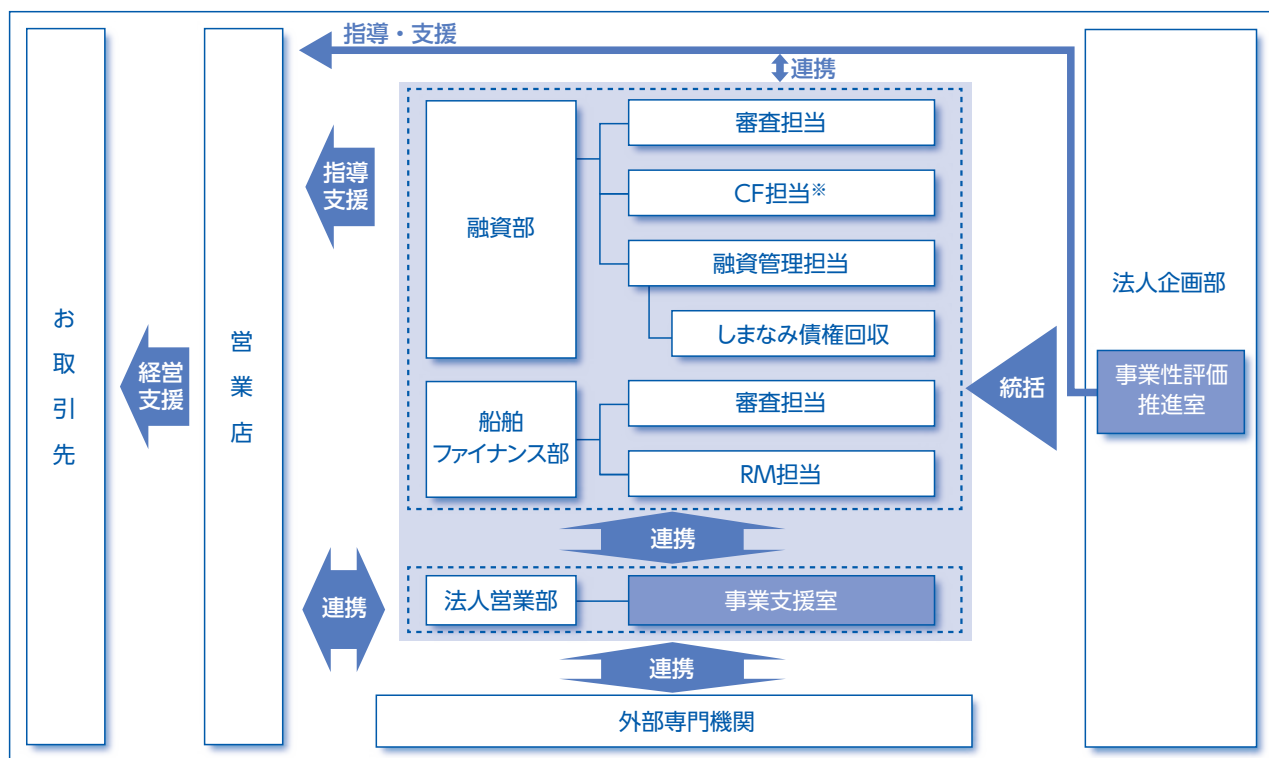 お取引先
営業店
経営
支援
指導・支援
連携
指導
支援
融資部
審査担当
CF担当※
融資管理担当
しまなみ債権回収
船舶
ファイナンス部
審査担当
RM担当
連携
連携
法人営業部
事業支援室
連携
外部専門機関
統括
法人企画部
事業性評価
推進室